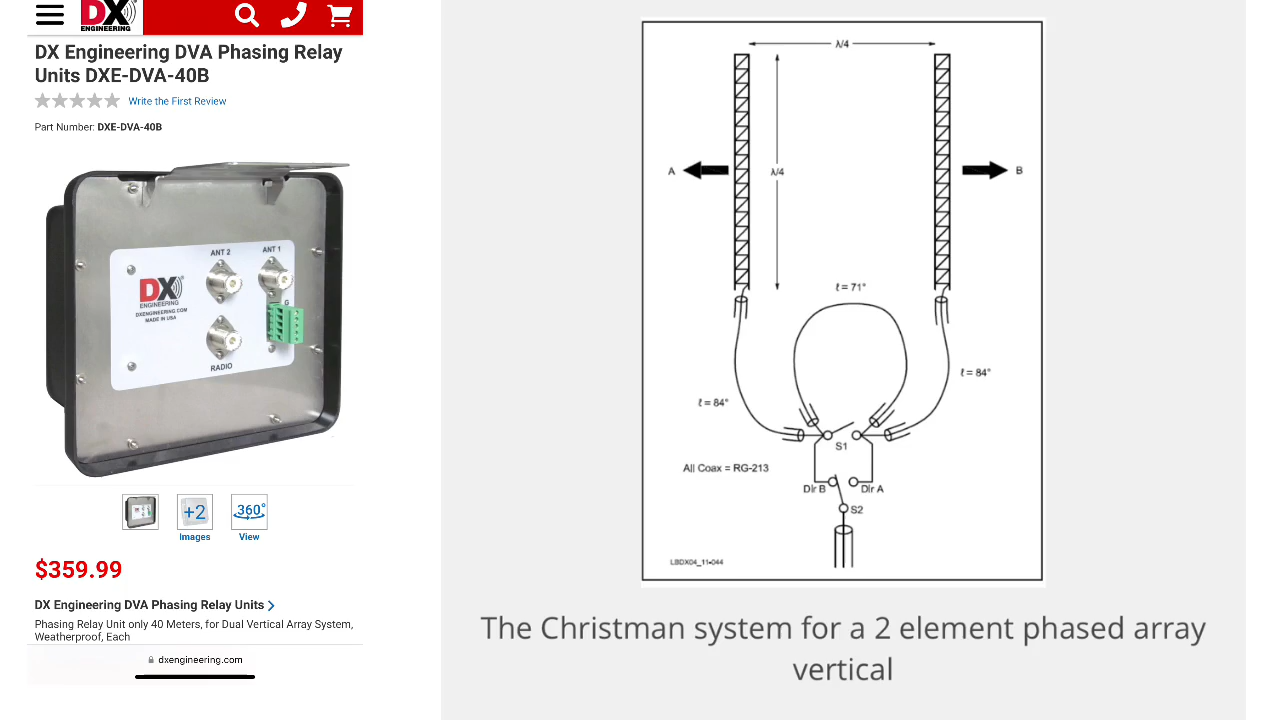 DX
ENGINEERING
DX Engineering DVA Phasing Relay
Units DXE-DVA-40B
Write the First Review
Part Number: DXE-DVA-40B
ANT 2
ANT 1
G
DX
ENGINEERING
DXENGINEERING.COM
MADE IN USA
RADIO
+2
360°
Images
View
$359.99
DX Engineering DVA Phasing Relay Units
Phasing Relay Unit only 40 Meters, for Dual Vertical Array System,
Weatherproof, Each
dxengineering.com
λ/4
A
λ/4
B
ℓ = 71°
ℓ = 84°
ℓ = 84°
S1
All Coax = RG-213
Dir B
Dir A
S2
LBDX04_11-044
The Christman system for a 2 element phased array
vertical